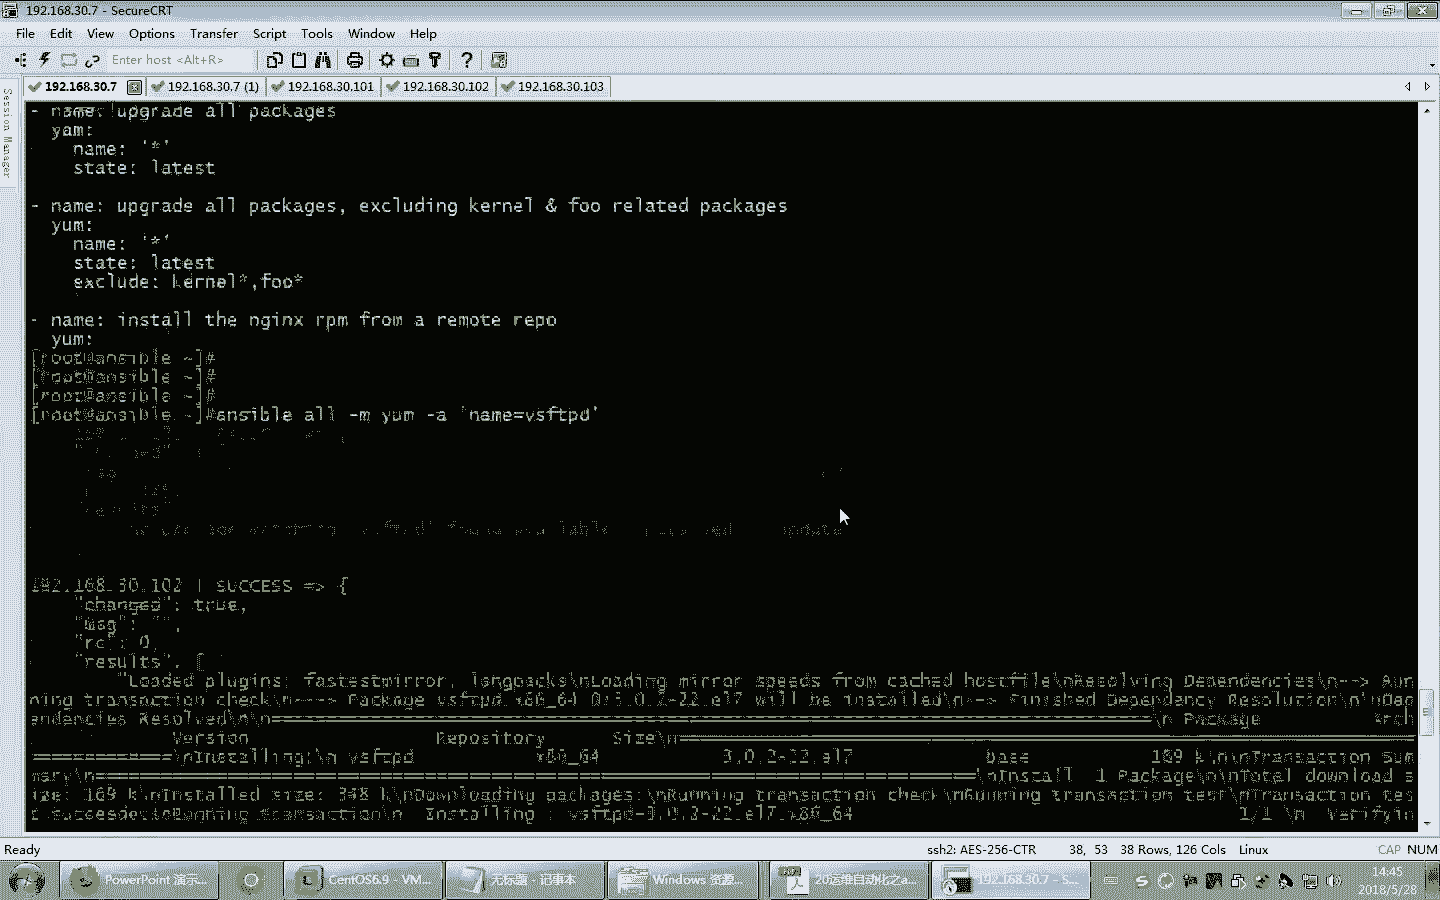 192.168.30.7 - SecureCRT
File Edit View Options Transfer Script Tools Window Help
Enter host <Alt+R>
192.168.30.7 192.168.30.7 (1) 192.168.30.101 192.168.30.102 192.168.30.103
Session Manager
- name: upgrade all packages
yum:
name: '*'
state: latest
- name: upgrade all packages, excluding kernel & foo related packages
yum:
name: '*'
state: latest
exclude: kernel*,foo*
- name: install the nginx rpm from a remote repo
yum:
[root@ansible ~]#
[root@ansible ~]#
[root@ansible ~]#
[root@ansible ~]#ansible all -m yum -a 'name=vsftpd'
192.168.30.102 | SUCCESS => {
"changed": true,
"msg": "",
"rc": 0,
"results": [
"Loaded plugins: fastestmirror, langpacks\nLoading mirror speeds from cached hostfile\nResolving Dependencies\n--> Run
ning transaction check\n---> Package vsftpd.x86_64 0:3.0.2-22.el7 will be installed\n--> Finished Dependency Resolution\n\nDep
endencies Resolved\n\n================================================================================\n Package Arch
Version Repository Size\n================================================================
================\nInstalling:\n vsftpd x86_64 3.0.2-22.el7 base 169 k\n\nTransaction Sum
mary\n================================================================================\nInstall 1 Package\n\nTotal download s
ize: 169 k\nInstalled size: 348 k\nDownloading packages:\nRunning transaction check\nRunning transaction test\nTransaction tes
t succeeded\nRunning transaction\n Installing : vsftpd-3.0.2-22.el7.x86_64 1/1 \n Verifyin
Ready ssh2: AES-256-CTR 38, 53 38 Rows, 126 Cols Linux CAP NUM
PowerPoint 演示... CentOS6.9 - VM... 无标题 - 记事本 Windows 资源... 20运维自动化之a... 192.168.30.7 - S... 14:45
2018/5/28